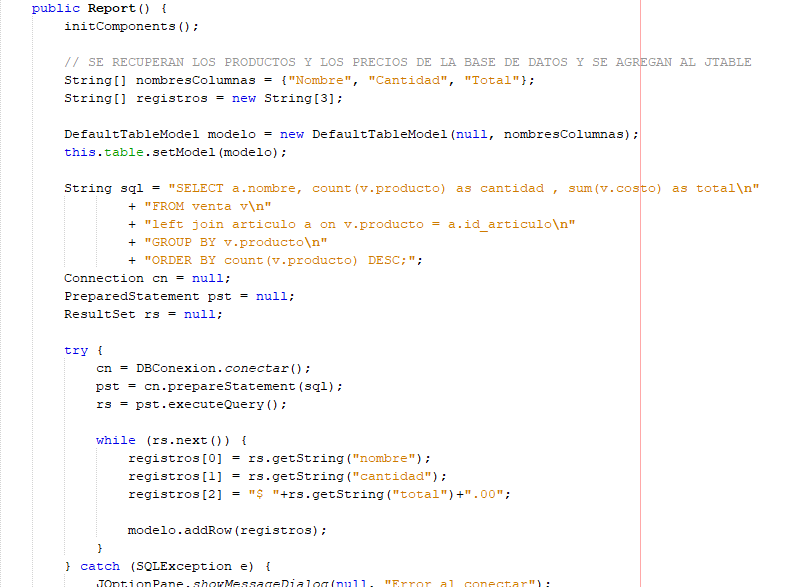 public Report() {
initComponents();
// SE RECUPERAN LOS PRODUCTOS Y LOS PRECIOS DE LA BASE DE DATOS Y SE AGREGAN AL JTABLE
String[] nombresColumnas = {"Nombre", "Cantidad", "Total"};
String[] registros = new String[3];
DefaultTableModel modelo = new DefaultTableModel(null, nombresColumnas);
this.table.setModel(modelo);
String sql = "SELECT a.nombre, count(v.producto) as cantidad , sum(v.costo) as total\n"
+ "FROM venta v\n"
+ "left join articulo a on v.producto = a.id_articulo\n"
+ "GROUP BY v.producto\n"
+ "ORDER BY count(v.producto) DESC;";
Connection cn = null;
PreparedStatement pst = null;
ResultSet rs = null;
try {
cn = DBConexion.conectar();
pst = cn.prepareStatement(sql);
rs = pst.executeQuery();
while (rs.next()) {
registros[0] = rs.getString("nombre");
registros[1] = rs.getString("cantidad");
registros[2] = "$ "+rs.getString("total")+".00";
modelo.addRow(registros);
}
} catch (SQLException e) {
JOptionPane.showMessageDialog(null, "Error al conectar");